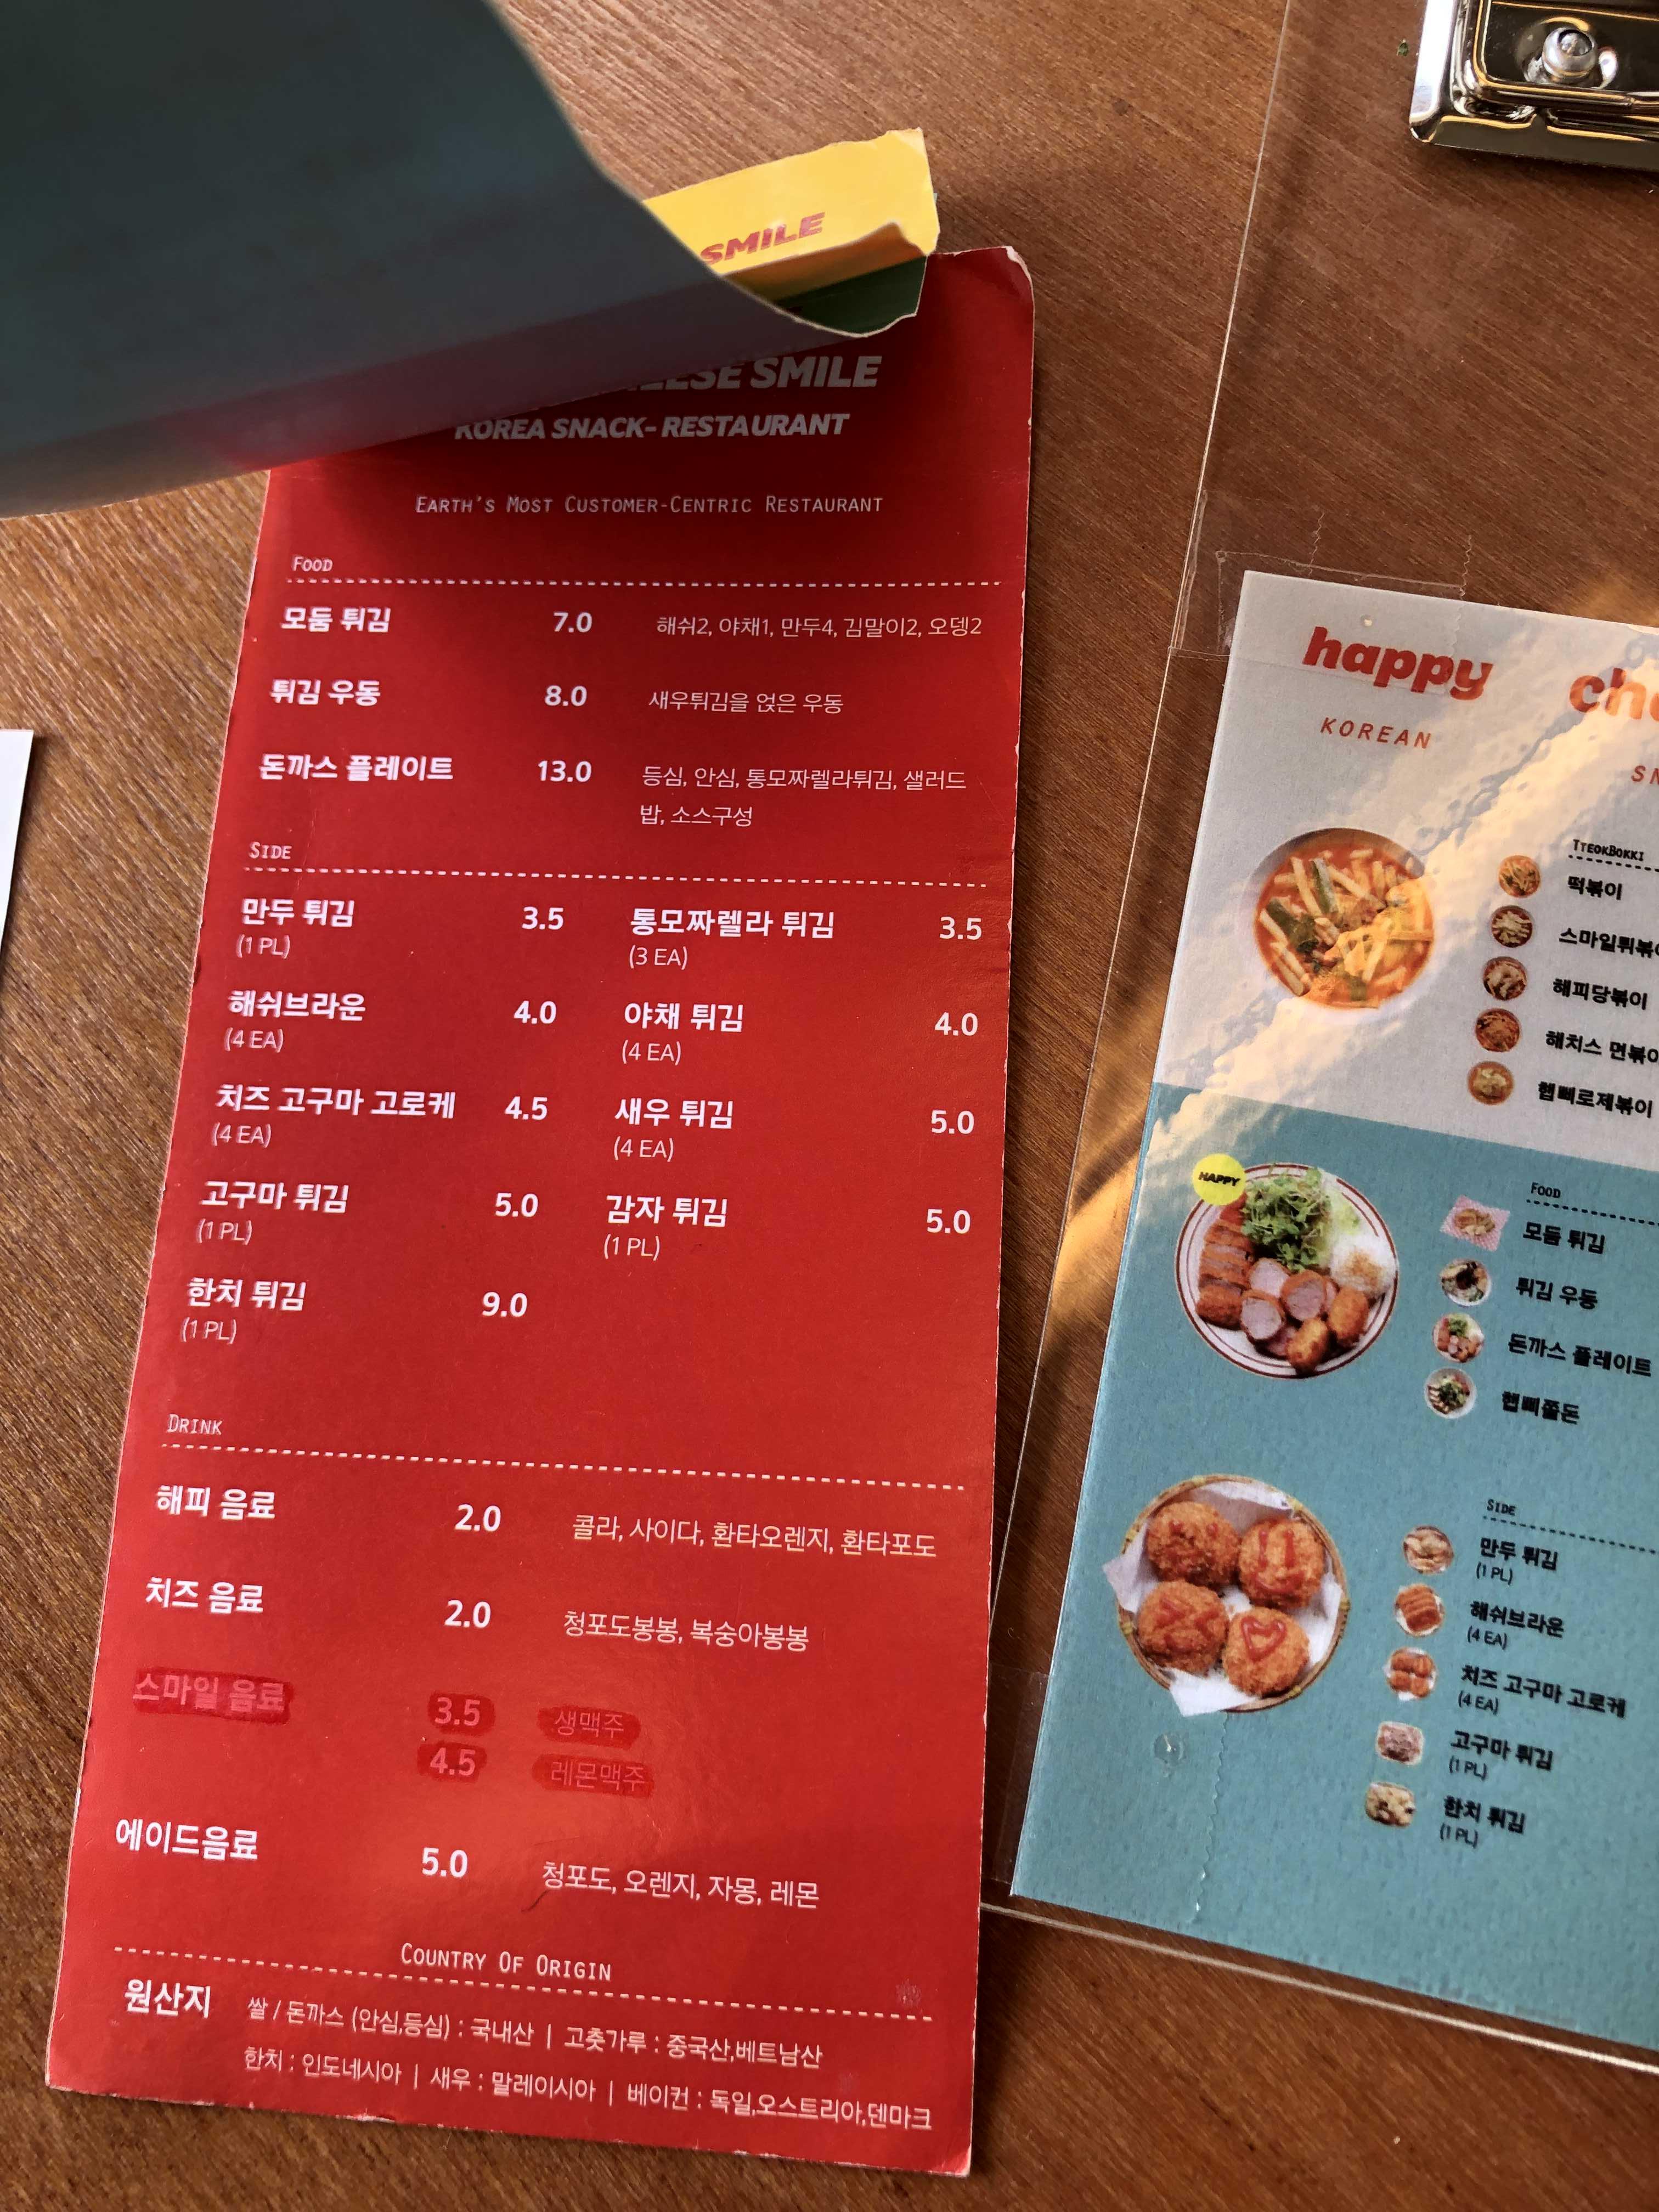 SMILE
SMILE
KOREA SNACK-RESTAURANT
EARTH'S MOST CUSTOMER-CENTRIC RESTAURANT
FOOD
모둠 튀김 7.0 해쉬2, 야채1, 만두4, 김말이2, 오뎅2
튀김 우동 8.0 새우튀김을 얹은 우동
돈까스 플레이트 13.0 등심, 안심, 통모짜렐라튀김, 샐러드
밥, 소스구성
SIDE
만두 튀김 3.5 통모짜렐라 튀김 3.5
(1 PL) (3 EA)
해쉬브라운 4.0 야채 튀김 4.0
(4 EA) (4 EA)
치즈 고구마 고로케 4.5 새우 튀김 5.0
(4 EA) (4 EA)
고구마 튀김 5.0 감자 튀김 5.0
(1 PL) (1 PL)
한치 튀김 9.0
(1 PL)
DRINK
해피 음료 2.0 콜라, 사이다, 환타오렌지, 환타포도
치즈 음료 2.0 청포도봉봉, 복숭아봉봉
스마일 음료 3.5 생맥주
4.5 레몬맥주
에이드음료 5.0 청포도, 오렌지, 자몽, 레몬
COUNTRY OF ORIGIN
원산지 쌀 / 돈까스 (안심,등심) : 국내산 | 고춧가루 : 중국산,베트남산
한치 : 인도네시아 | 새우 : 말레이시아 | 베이컨 : 독일,오스트리아,덴마크
happy
KOREAN
TTEOKBOKKI
떡볶이
해피당볶이
햅삐로제볶이
HAPPY
FOOD
모둠 튀김
튀김 우동
돈까스 플레이트
햅삐쫄돈
SIDE
만두 튀김
(1 PL)
해쉬브라운
(4 EA)
치즈 고구마 고로케
(4 EA)
고구마 튀김
(1 PL)
한치 튀김
(1 PL)